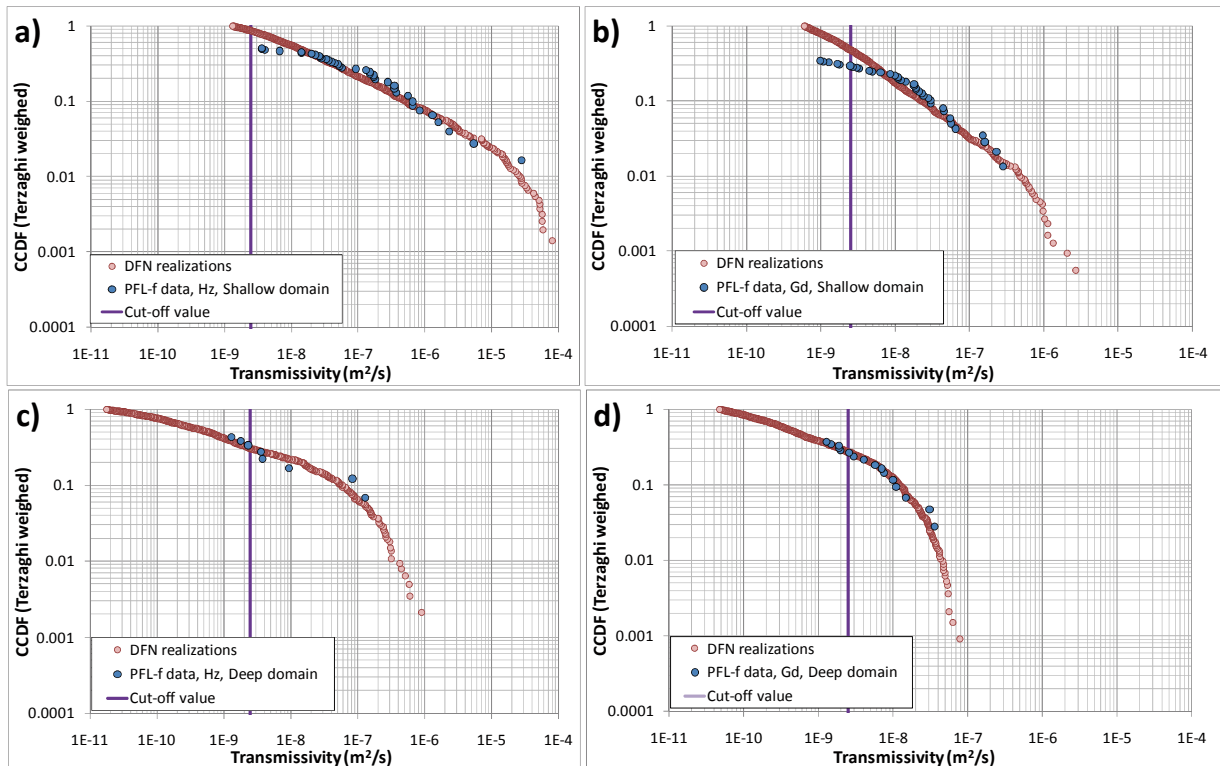 a)
CCDF (Terzaghi weighed)
1
0.1
0.01
0.001
0.0001
DFN realizations
PFL-f data, Hz, Shallow domain
Cut-off value
1E-11 1E-10 1E-9 1E-8 1E-7 1E-6 1E-5 1E-4
Transmissivity (m²/s)
b)
CCDF (Terzaghi weighed)
1
0.1
0.01
0.001
0.0001
DFN realizations
PFL-f data, Gd, Shallow domain
Cut-off value
1E-11 1E-10 1E-9 1E-8 1E-7 1E-6 1E-5 1E-4
Transmissivity (m²/s)
c)
CCDF (Terzaghi weighed)
1
0.1
0.01
0.001
0.0001
DFN realizations
PFL-f data, Hz, Deep domain
Cut-off value
1E-11 1E-10 1E-9 1E-8 1E-7 1E-6 1E-5 1E-4
Transmissivity (m²/s)
d)
CCDF (Terzaghi weighed)
1
0.1
0.01
0.001
0.0001
DFN realizations
PFL-f data, Gd, Deep domain
Cut-off value
1E-11 1E-10 1E-9 1E-8 1E-7 1E-6 1E-5 1E-4
Transmissivity (m²/s)